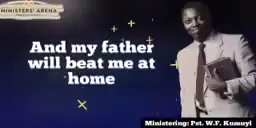 MINISTERS' ARENA
And my father
will beat me at
home
Ministering: Pst. W.F. Kumuyi